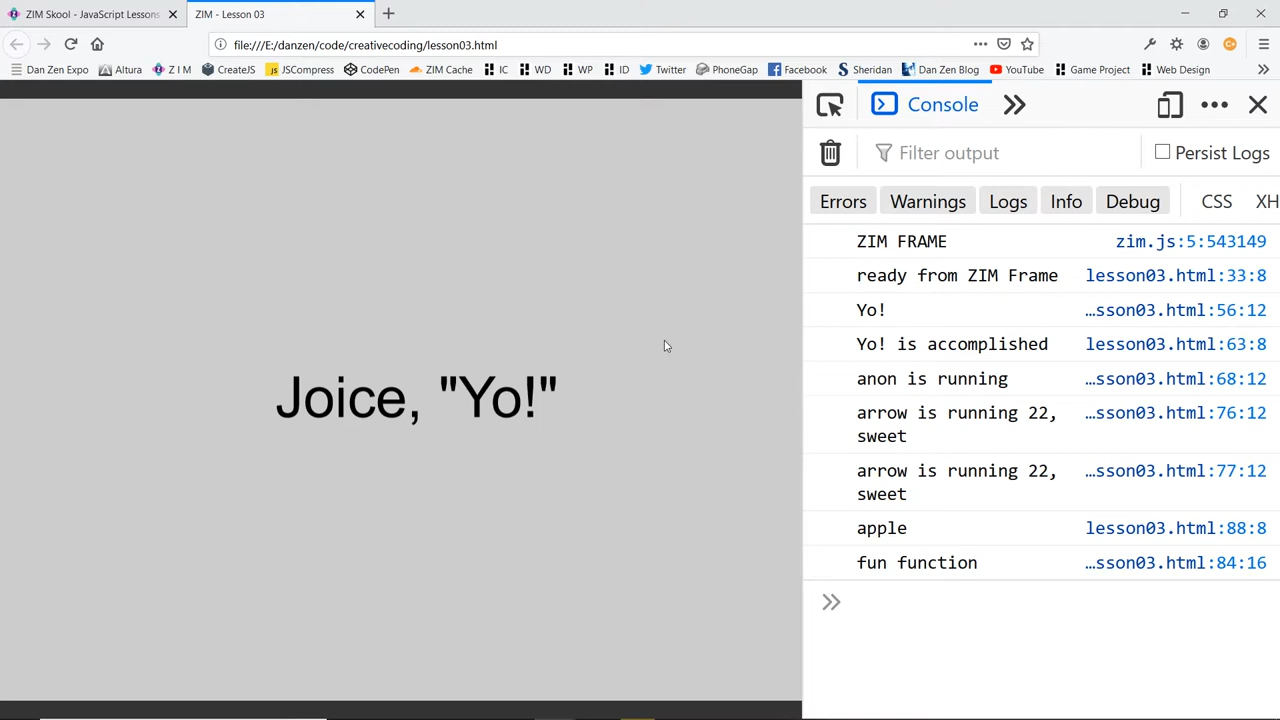 ZIM Skool - JavaScript Lessons
ZIM - Lesson 03
file:///E:/danzen/code/creativecoding/lesson03.html
Dan Zen Expo
Altura
Z I M
CreateJS
JSCompress
CodePen
ZIM Cache
IC
WD
WP
ID
Twitter
PhoneGap
Facebook
Sheridan
Dan Zen Blog
YouTube
Game Project
Web Design
Console
Filter output
Persist Logs
Errors
Warnings
Logs
Info
Debug
CSS
XH
ZIM FRAME zim.js:5:543149
ready from ZIM Frame lesson03.html:33:8
Yo! …sson03.html:56:12
Yo! is accomplished lesson03.html:63:8
anon is running …sson03.html:68:12
arrow is running 22, …sson03.html:76:12
sweet
arrow is running 22, …sson03.html:77:12
sweet
apple lesson03.html:88:8
fun function …sson03.html:84:16
Joice, "Yo!"